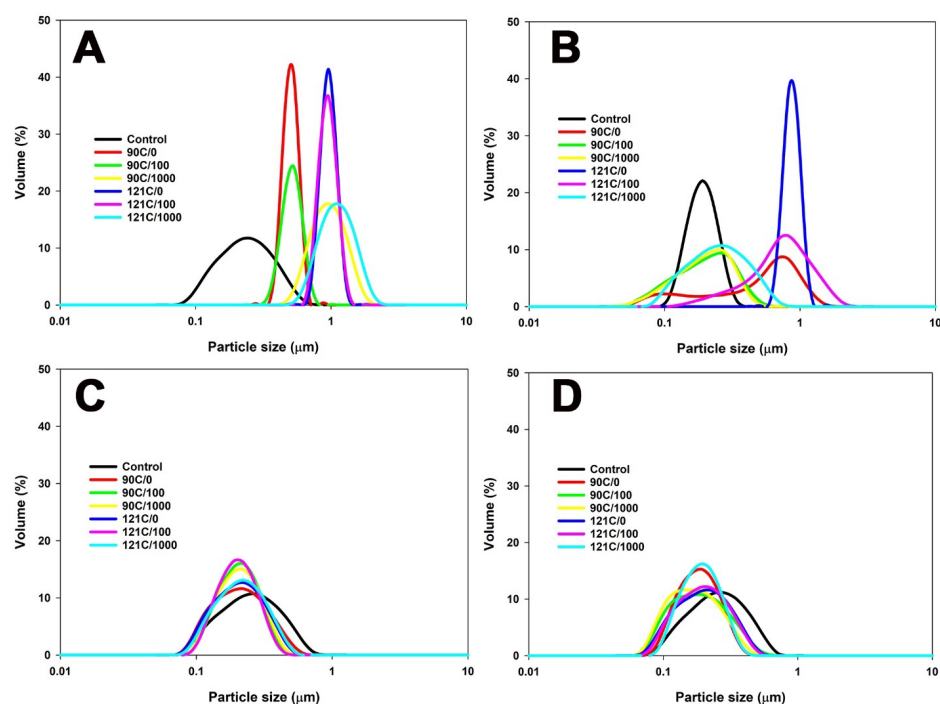 A
50
40
30
20
10
0
Volume (%)
Control
90C/0
90C/100
90C/1000
121C/0
121C/100
121C/1000
0.01 0.1 1 10
Particle size (μm)
B
50
40
30
20
10
0
Volume (%)
Control
90C/0
90C/100
90C/1000
121C/0
121C/100
121C/1000
0.01 0.1 1 10
Particle size (μm)
C
50
40
30
20
10
0
Volume (%)
Control
90C/0
90C/100
90C/1000
121C/0
121C/100
121C/1000
0.01 0.1 1 10
Particle size (μm)
D
50
40
30
20
10
0
Volume (%)
Control
90C/0
90C/100
90C/1000
121C/0
121C/100
121C/1000
0.01 0.1 1 10
Particle size (μm)